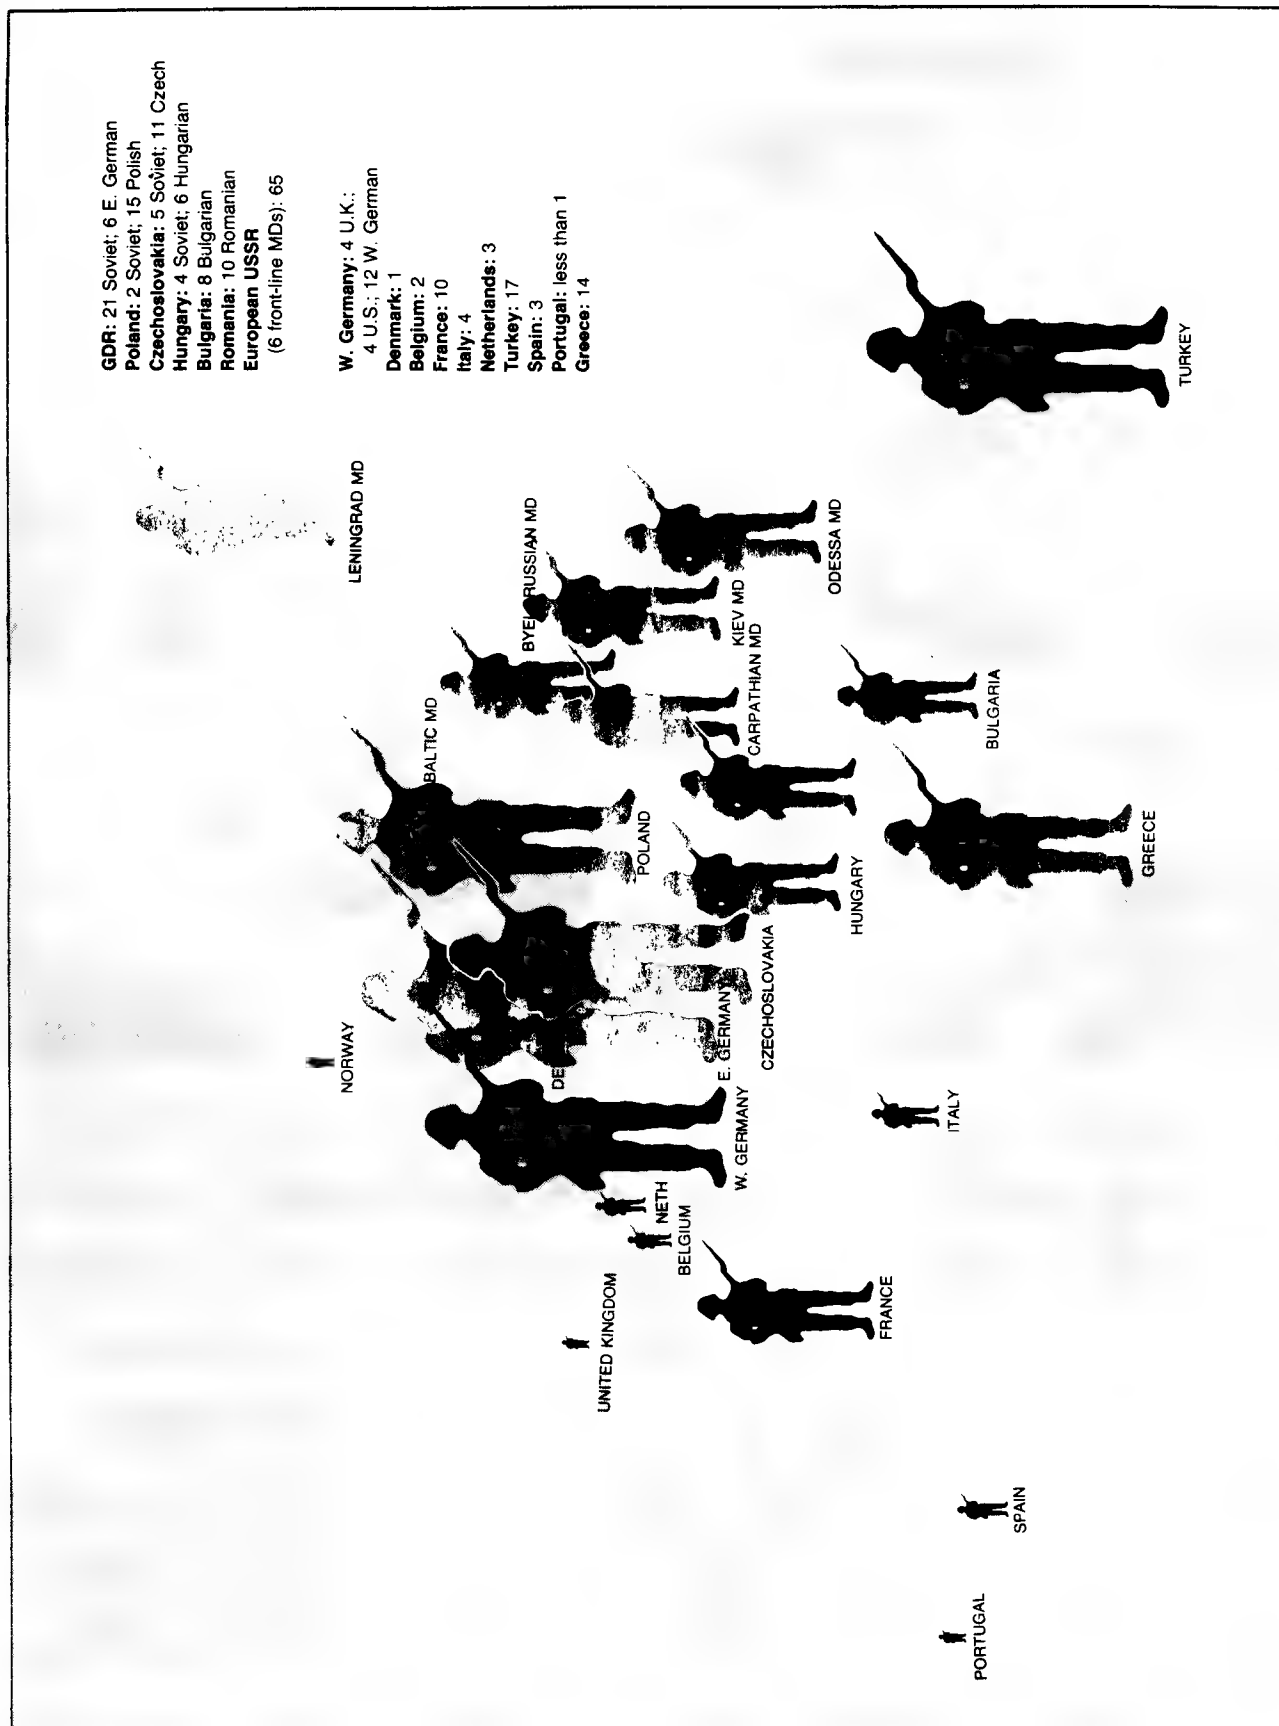 GDR: 21 Soviet; 6 E. German
Poland: 2 Soviet; 15 Polish
Czechoslovakia: 5 Soviet; 11 Czech
Hungary: 4 Soviet; 6 Hungarian
Bulgaria: 8 Bulgarian
Romania: 10 Romanian
European USSR
(6 front-line MDs): 65
W. Germany: 4 U.K.;
4 U.S.; 12 W. German
Denmark: 1
Belgium: 2
France: 10
Italy: 4
Netherlands: 3
Turkey: 17
Spain: 3
Portugal: less than 1
Greece: 14
LENINGRAD MD
NORWAY
BALTIC MD
UNITED KINGDOM
DE
POLAND
NETH
BELGIUM
W. GERMANY
E. GERMANY
CZECHOSLOVAKIA
KIEV MD
CARPATHIAN MD
ODESSA MD
HUNGARY
FRANCE
ITALY
BULGARIA
PORTUGAL
SPAIN
GREECE
TURKEY